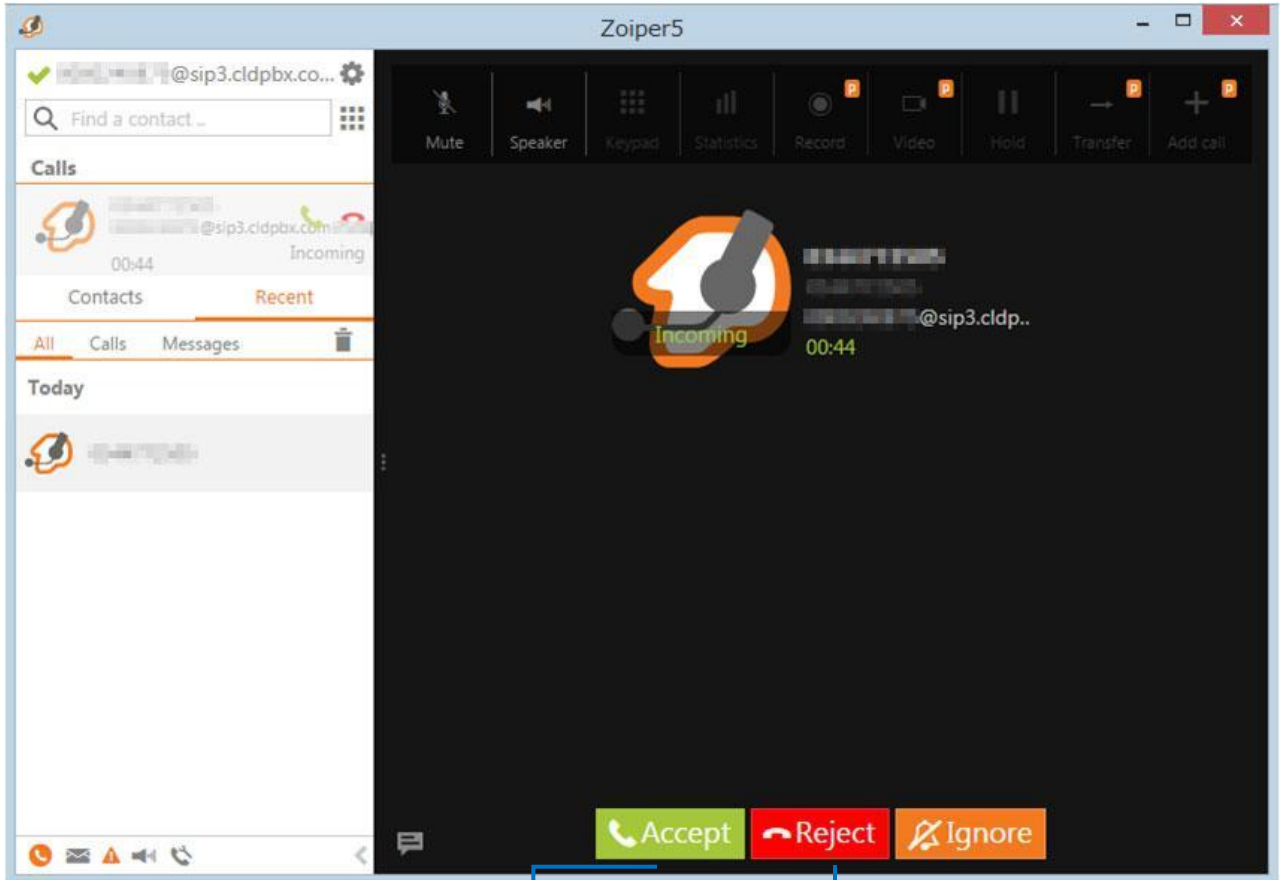 Zoiper5
@sip3.cldpbx.co...
Find a contact ..
Calls
@sip3.cldpbx.com
00:44
Incoming
Contacts Recent
All Calls Messages
Today
Mute Speaker Keypad Statistics Record Video Hold Transfer Add call
P P P P
Incoming
@sip3.cldp..
00:44
Accept Reject Ignore